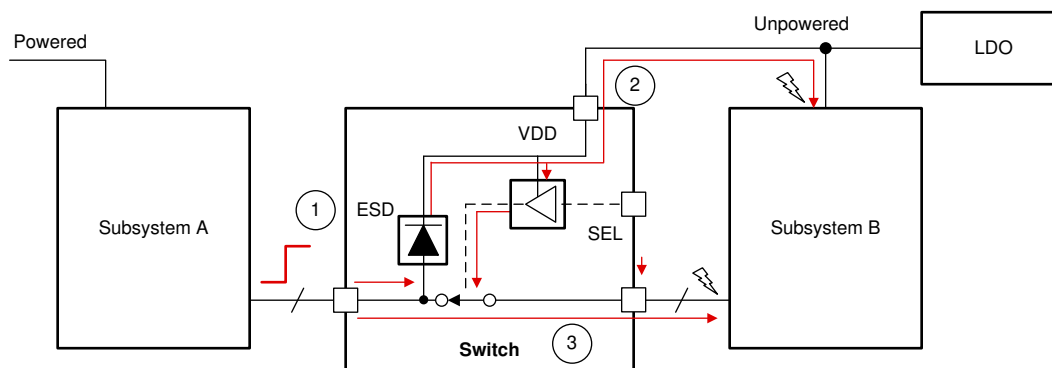 Unpowered
LDO
Powered
2
VDD
1
ESD
Subsystem A
SEL
Subsystem B
3
Switch